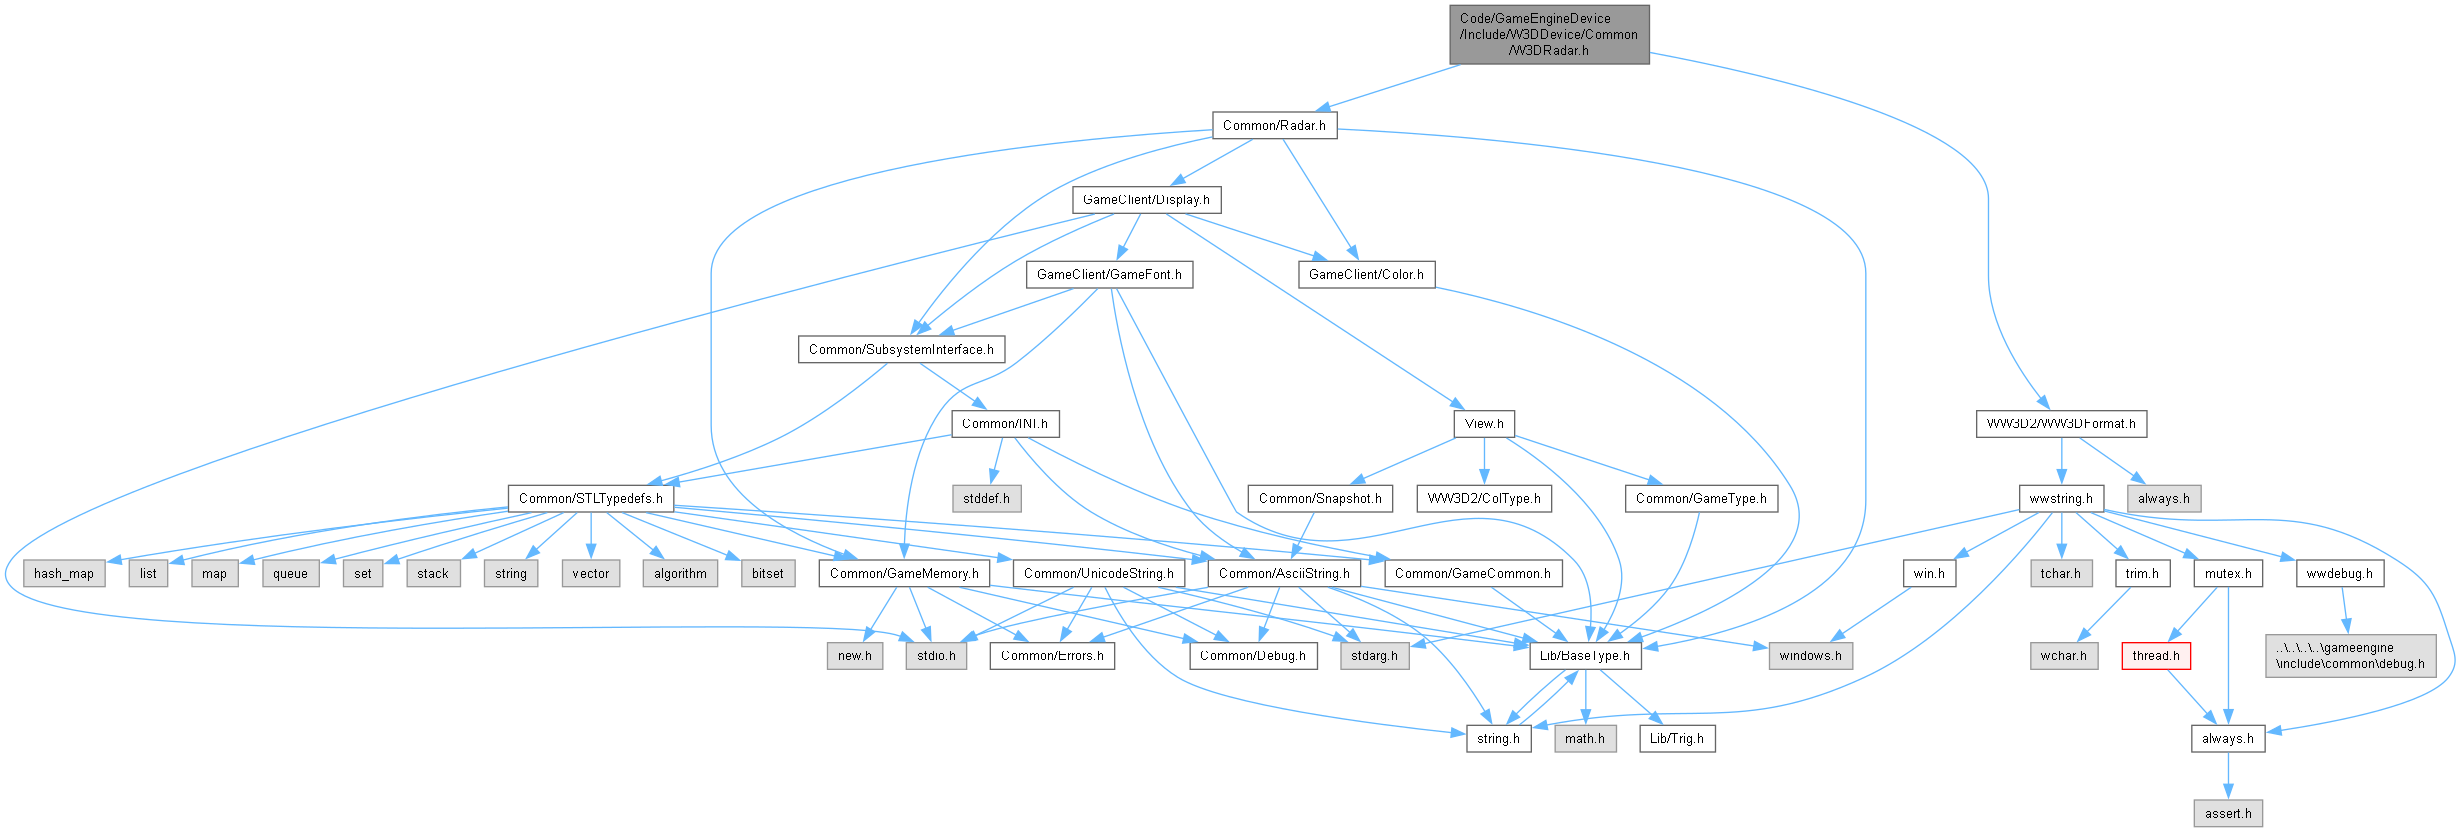 Code/GameEngineDevice
/Include/W3DDevice/Common
/W3DRadar.h
Common/Radar.h
GameClient/Display.h
GameClient/GameFont.h
GameClient/Color.h
Common/SubsystemInterface.h
Common/INI.h
View.h
WW3D2/WW3DFormat.h
Common/STLTypedefs.h
stddef.h
Common/Snapshot.h
WW3D2/ColType.h
Common/GameType.h
wwstring.h
always.h
hash_map
list
map
queue
set
stack
string
vector
algorithm
bitset
Common/GameMemory.h
Common/UnicodeString.h
Common/AsciiString.h
Common/GameCommon.h
win.h
tchar.h
trim.h
mutex.h
wwdebug.h
new.h
stdio.h
Common/Errors.h
Common/Debug.h
stdarg.h
Lib/BaseType.h
windows.h
wchar.h
thread.h
..\..\..\..\gameengine
\include\common\debug.h
string.h
math.h
Lib/Trig.h
always.h
assert.h